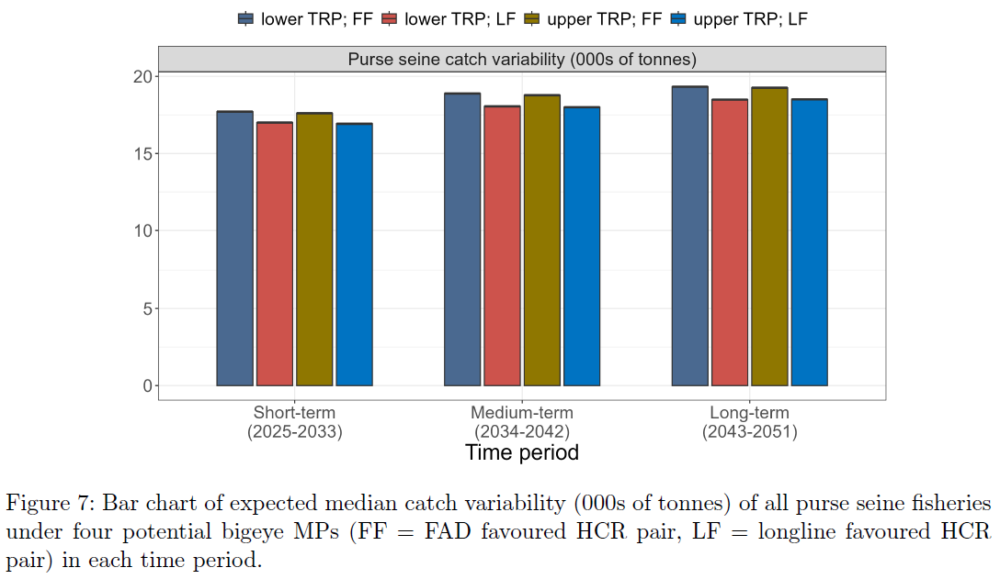 lower TRP; FF lower TRP; LF upper TRP; FF upper TRP; LF
Purse seine catch variability (000s of tonnes)
20
15
10
5
0
Short-term Medium-term Long-term
(2025-2033) (2034-2042) (2043-2051)
Time period
Figure 7: Bar chart of expected median catch variability (000s of tonnes) of all purse seine fisheries
under four potential bigeye MPs (FF = FAD favoured HCR pair, LF = longline favoured HCR
pair) in each time period.